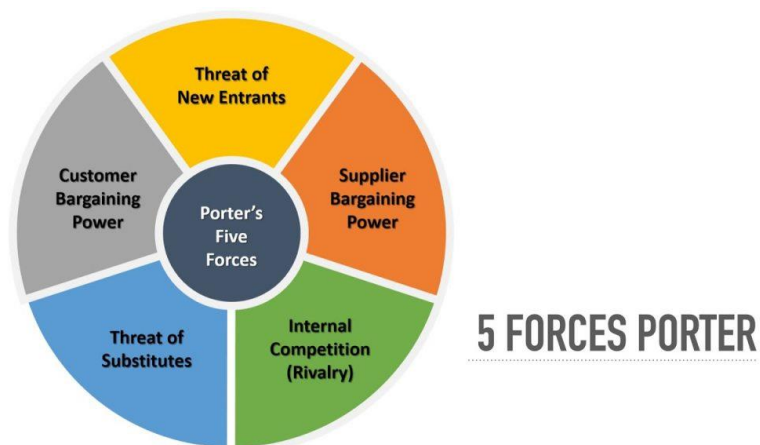 Threat of
New Entrants
Customer
Bargaining
Power
Supplier
Bargaining
Power
Porter's
Five
Forces
Threat of
Substitutes
Internal
Competition
(Rivalry)
5 FORCES PORTER